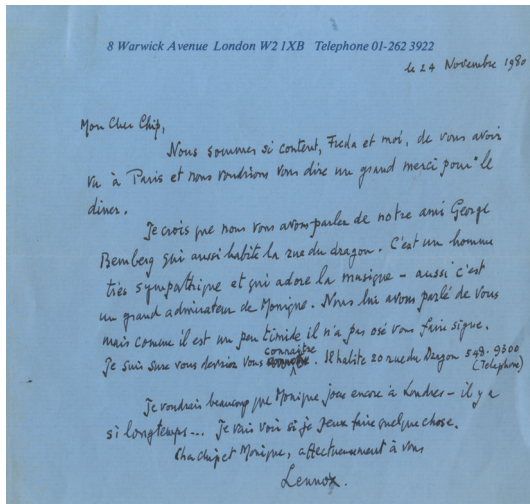 8 Warwick Avenue London W2 1XB Telephone 01-262 3922
le 24 Novembre 1980
Mon Cher Chip,
Nous sommes si content, Freda et moi, de vous avoir
vu à Paris et nous voudrions vous dire un grand merci pour le
diner.
Je crois que nous vous avons parler de notre ami George
Bemberg qui aussi habite la rue du dragon. C'est un homme
très sympathique et qui adore la musique – aussi c'est
un grand admirateur de Monique. Nous lui avons parlé de vous
mais comme il est un peu timide il n'a pas osé vous faire signe.
Je suis sure vous devriez vous connaitre. Il habite 20 rue du Dragon 548. 9300
(Telephone)
Je voudrais beaucoup que Monique joue encore à Londres – il y a
si longtemps... Je vais voir si je peux faire quelque chose.
Cher Chip et Monique, affectueusement à vous
Lennox.